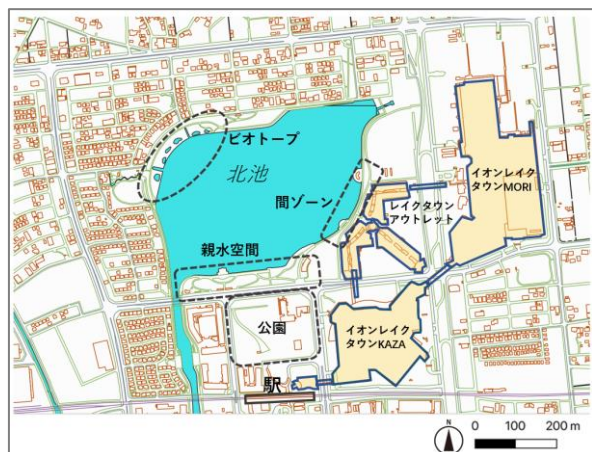 ビオトープ
北池
間ゾーン
親水空間
公園
駅
レイクタウン
アウトレット
イオンレイク
タウンMORI
イオンレイク
タウンKAZA
N
0 100 200 m